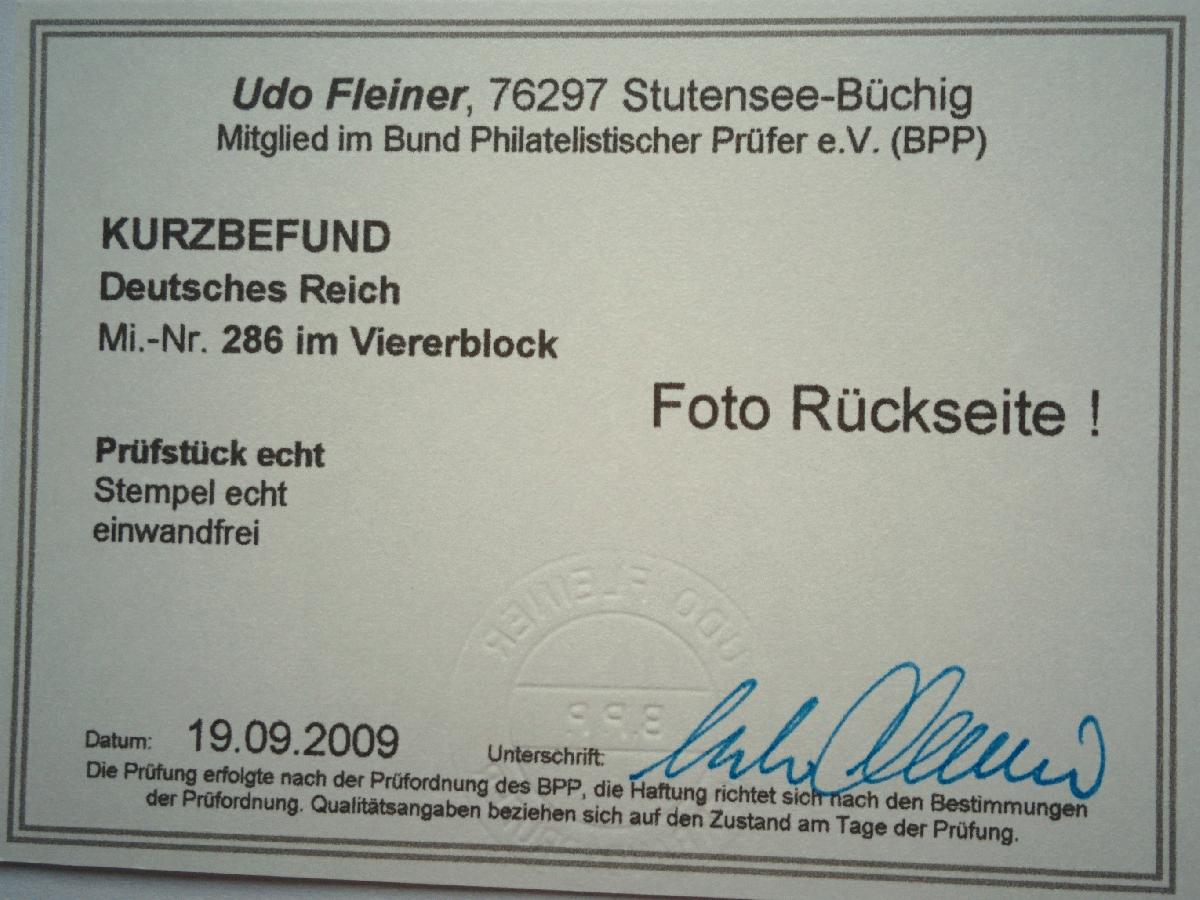 Udo Fleiner, 76297 Stutensee-Büchig
Mitglied im Bund Philatelistischer Prüfer e.V. (BPP)
KURZBEFUND
Deutsches Reich
Mi.-Nr. 286 im Viererblock
Foto Rückseite !
Prüfstück echt
Stempel echt
einwandfrei
UDO FLEINER
B.P.P.
Datum: 19.09.2009
Unterschrift:
Die Prüfung erfolgte nach der Prüfordnung des BPP, die Haftung richtet sich nach den Bestimmungen
der Prüfordnung. Qualitätsangaben beziehen sich auf den Zustand am Tage der Prüfung.